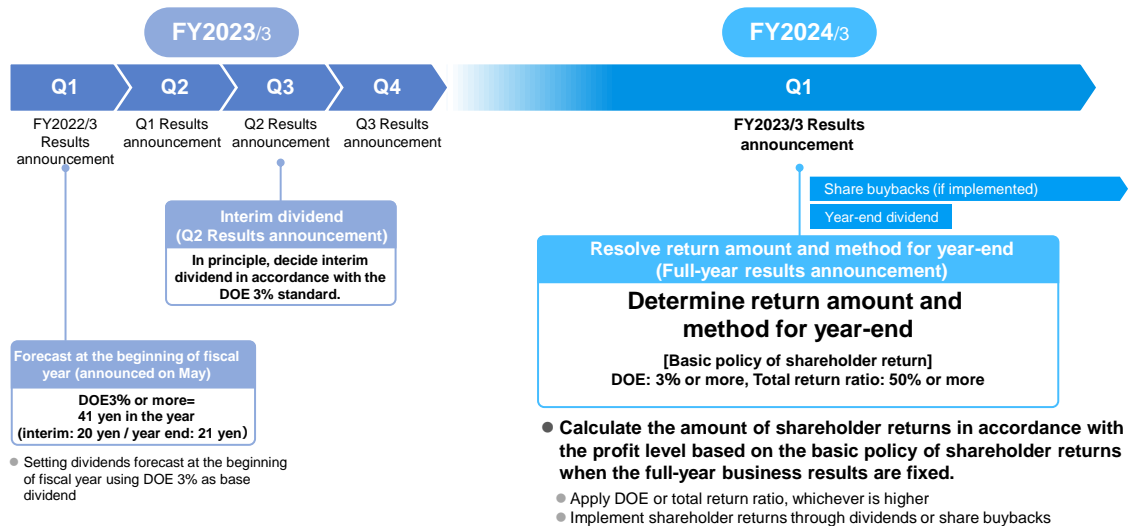 FY2023/3
FY2024/3
Q1
Q2
Q3
Q4
Q1
FY2022/3
Results
announcement
Q1 Results
announcement
Q2 Results
announcement
Q3 Results
announcement
FY2023/3 Results
announcement
Share buybacks (if implemented)
Year-end dividend
Interim dividend
(Q2 Results announcement)
In principle, decide interim
dividend in accordance with the
DOE 3% standard.
Resolve return amount and method for year-end
(Full-year results announcement)
Determine return amount and
method for year-end
[Basic policy of shareholder return]
DOE: 3% or more, Total return ratio: 50% or more
Forecast at the beginning of fiscal
year (announced on May)
DOE3% or more=
41 yen in the year
(interim: 20 yen / year end: 21 yen）
● Setting dividends forecast at the beginning
of fiscal year using DOE 3% as base
dividend
● Calculate the amount of shareholder returns in accordance with
the profit level based on the basic policy of shareholder returns
when the full-year business results are fixed.
● Apply DOE or total return ratio, whichever is higher
● Implement shareholder returns through dividends or share buybacks